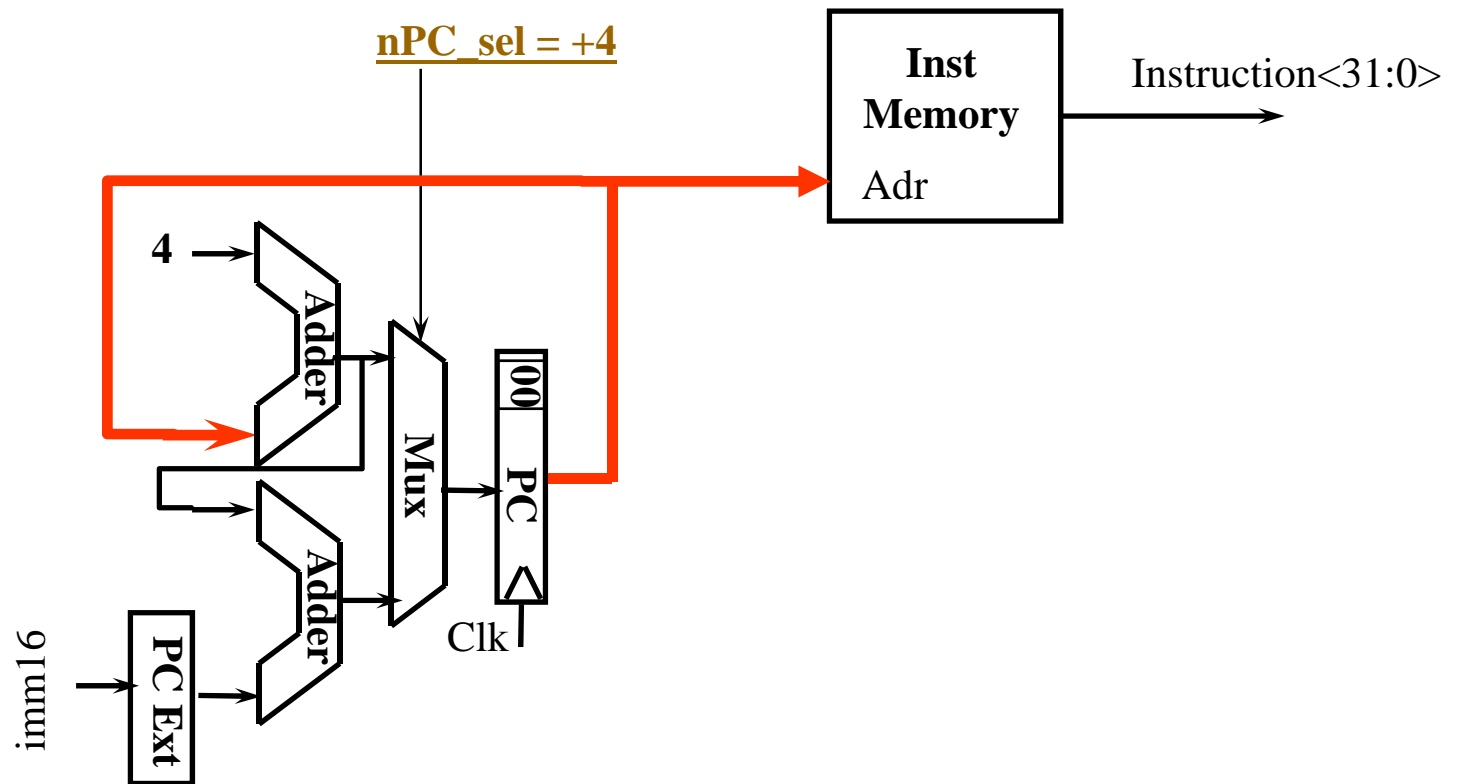 nPC_sel = +4
Inst
Memory
Adr
Instruction<31:0>
4
Adder
Mux
00
PC
Clk
Adder
imm16
PC Ext